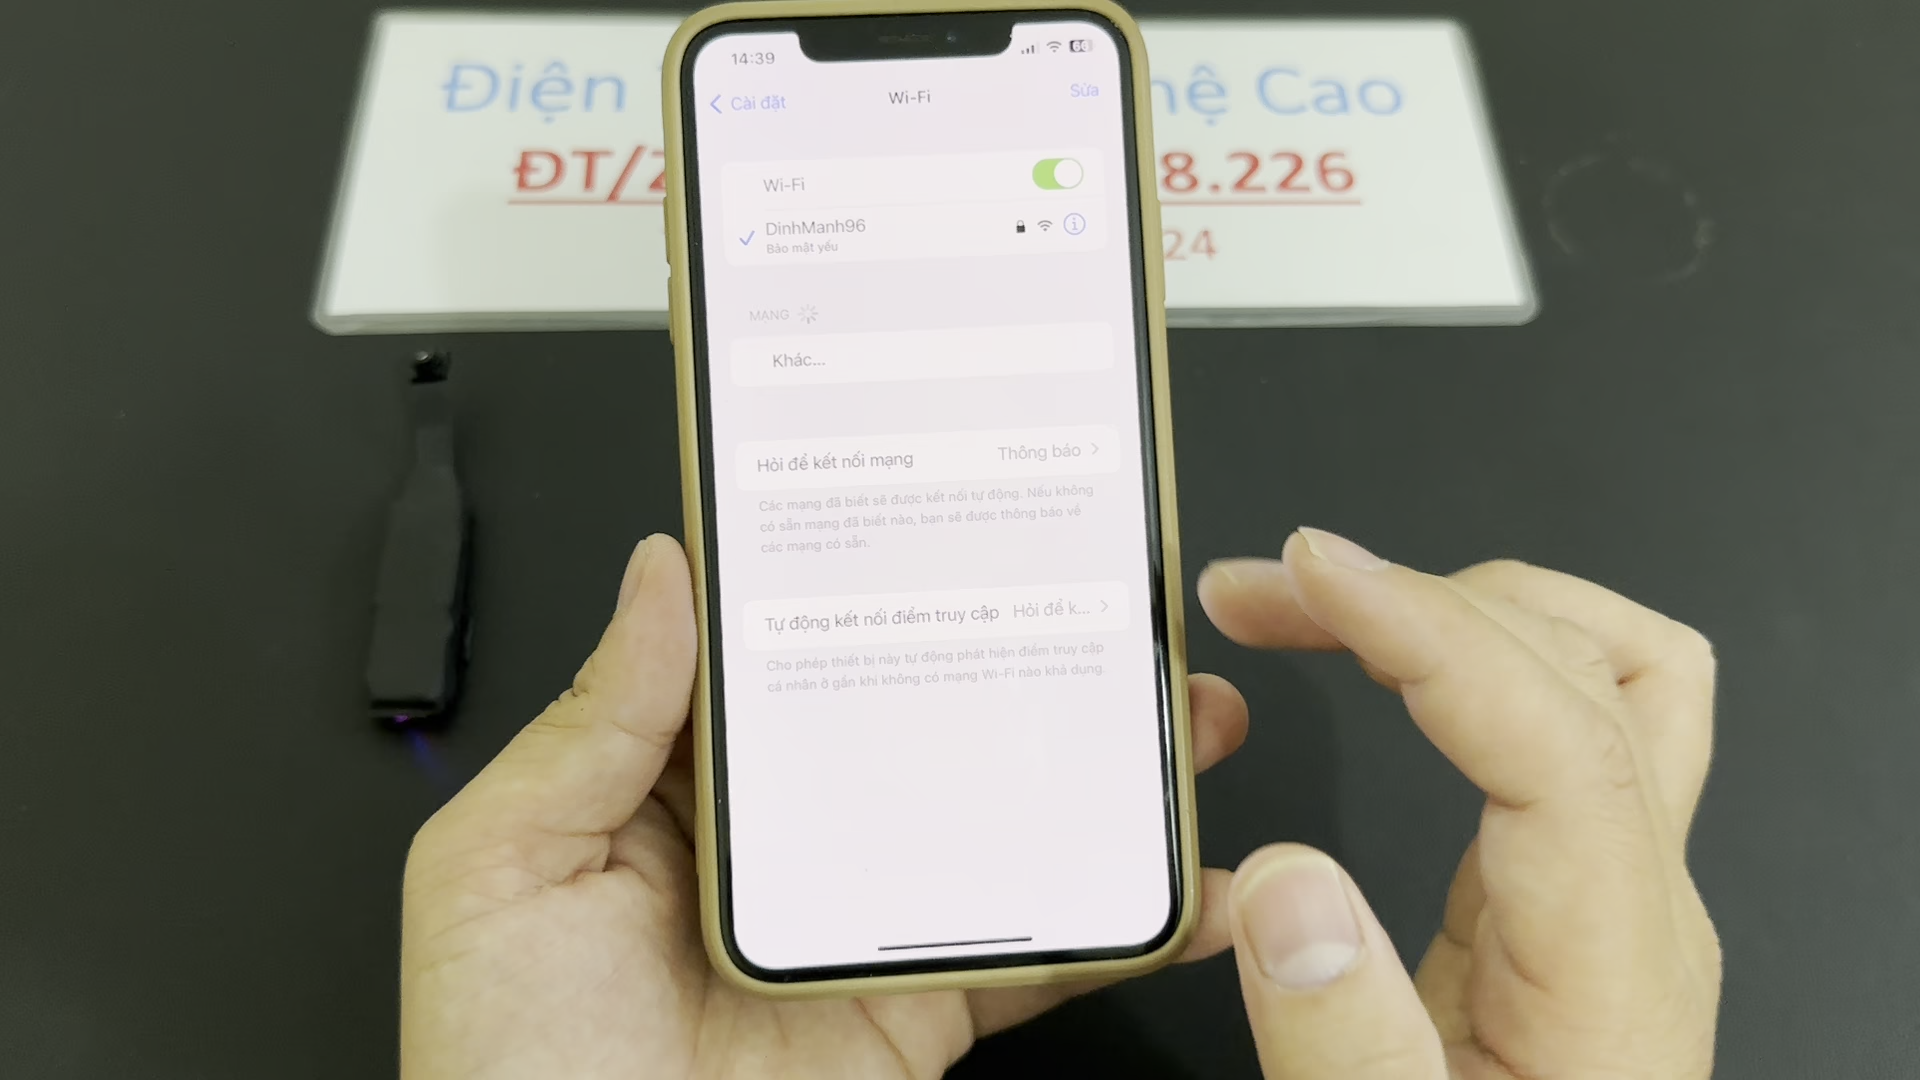 Điện
hệ Cao
ĐT/Z
8.226
24
14:39
66
Cài đặt
Wi-Fi
Sửa
Wi-Fi
DinhManh96
Bảo mật yếu
MẠNG
Khác...
Hỏi để kết nối mạng
Thông báo
Các mạng đã biết sẽ được kết nối tự động. Nếu không
có sẵn mạng đã biết nào, bạn sẽ được thông báo về
các mạng có sẵn.
Tự động kết nối điểm truy cập
Hỏi để k...
Cho phép thiết bị này tự động phát hiện điểm truy cập
cá nhân ở gần khi không có mạng Wi-Fi nào khả dụng.